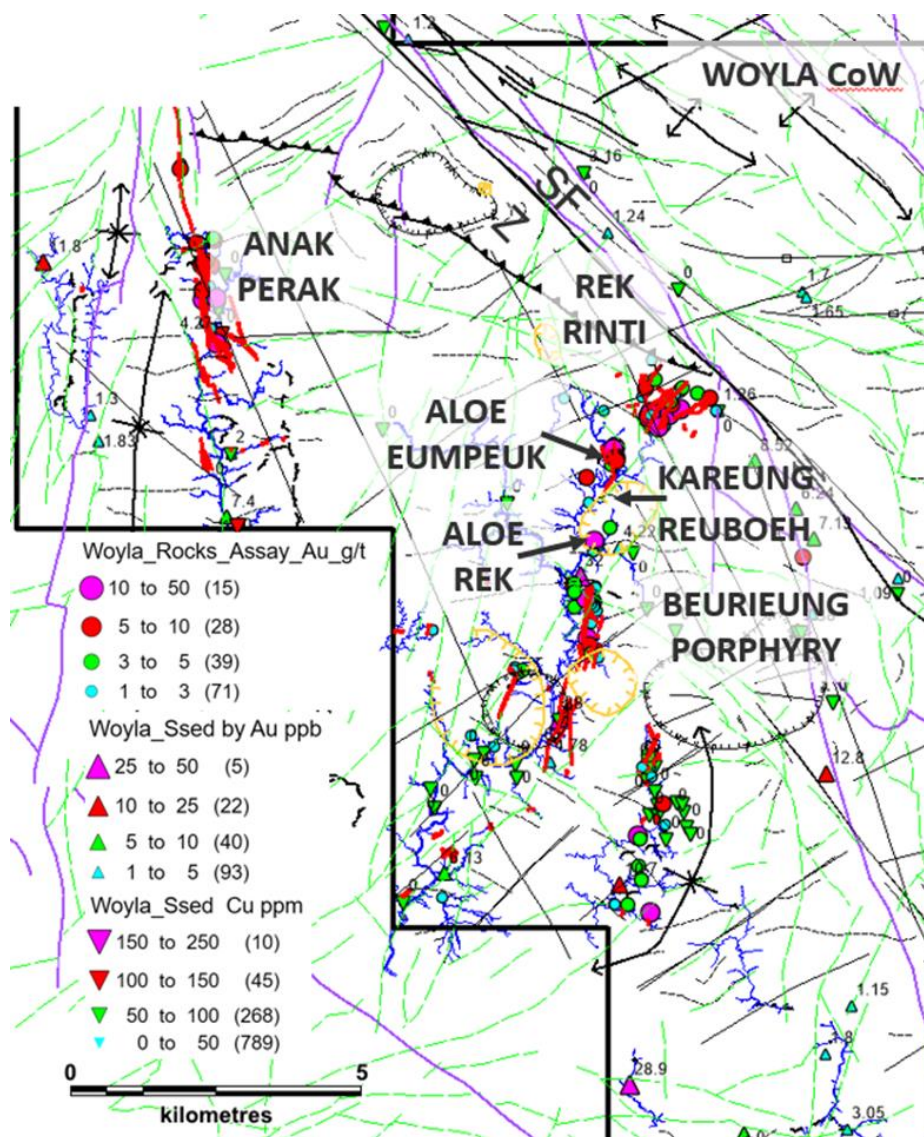 1.2
WOYLA CoW
SF
Z
1.24
1.8
ANAK
PERAK
REK
RINTI
1.7
1.65
1.26
1.3
1.83
ALOE
EUMPEUK
8.52
KAREUNG
REUBOEH
6.24
7.13
7.4
4.22
ALOE
REK
1.09
BEURIEUNG
PORPHYRY
Woyla_Rocks_Assay_Au_g/t
10 to 50 (15)
5 to 10 (28)
3 to 5 (39)
1 to 3 (71)
Woyla_Ssed by Au ppb
25 to 50 (5)
10 to 25 (22)
5 to 10 (40)
1 to 5 (93)
Woyla_Ssed Cu ppm
150 to 250 (10)
100 to 150 (45)
50 to 100 (268)
0 to 50 (789)
12.8
1.15
28.9
3.05
0 5
kilometres